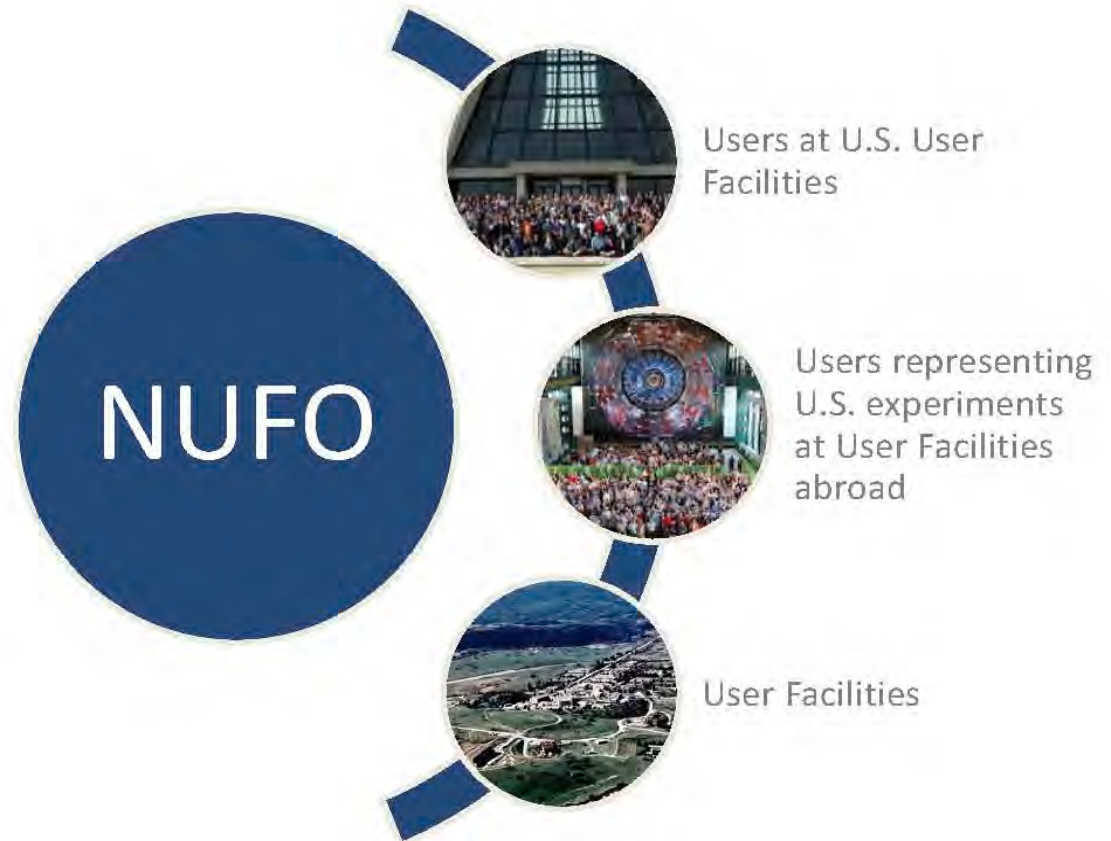 NUFO
Users at U.S. User
Facilities
Users representing
U.S. experiments
at User Facilities
abroad
User Facilities